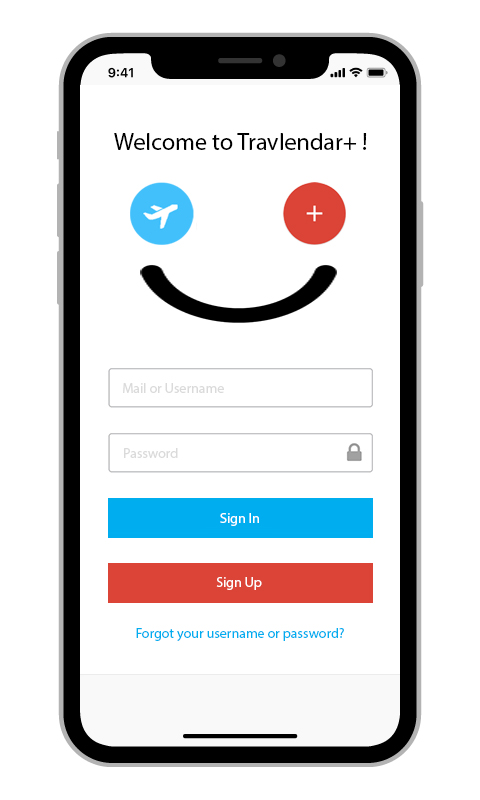 9:41
Welcome to Travlendar+ !
Mail or Username
Password
Sign In
Sign Up
Forgot your username or password?